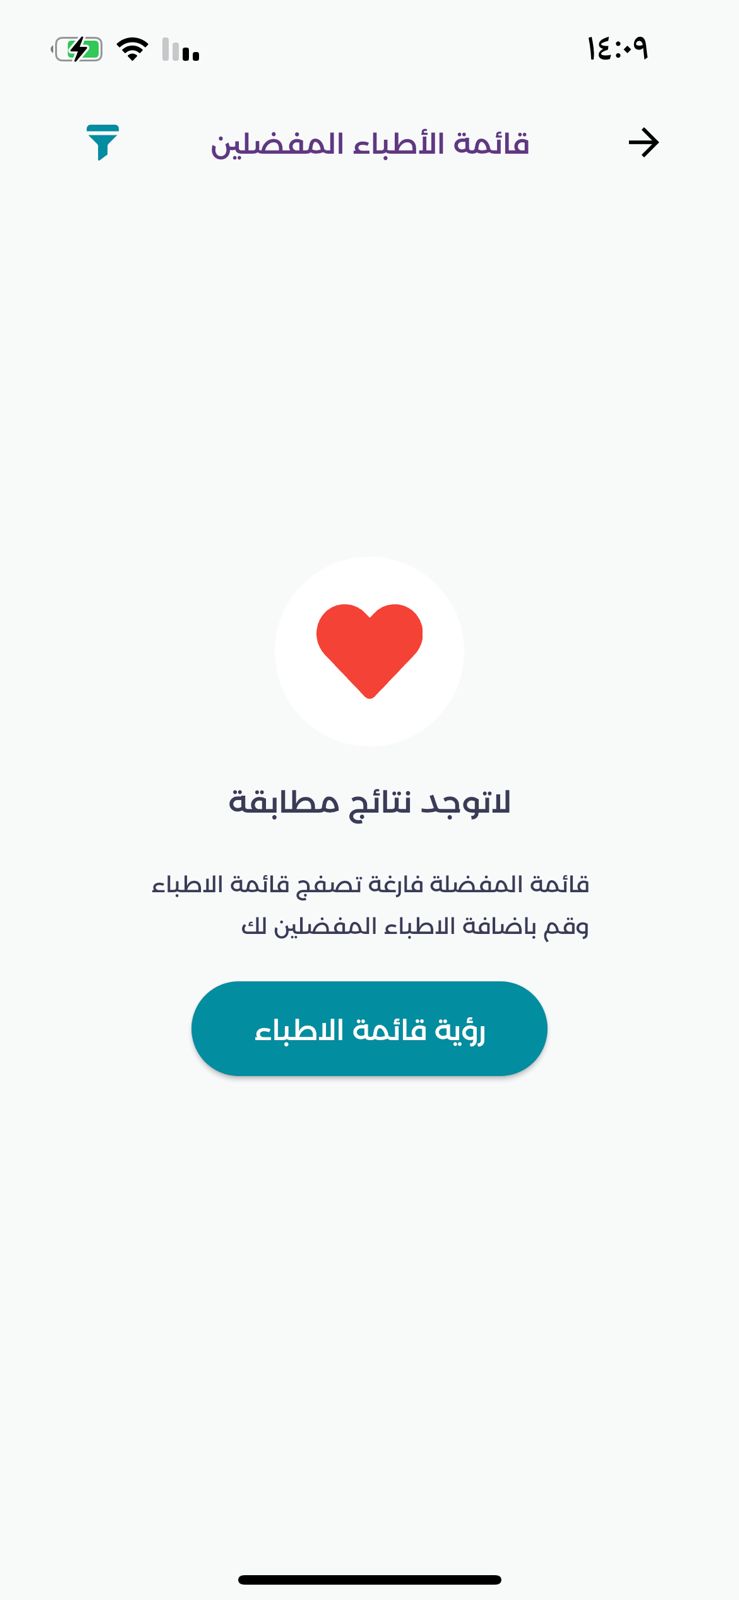 ١٤:٠٩
قائمة الأطباء المفضلين
لاتوجد نتائج مطابقة
قائمة المفضلة فارغة تصفج قائمة الاطباء
وقم باضافة الاطباء المفضلين لك
رؤية قائمة الاطباء